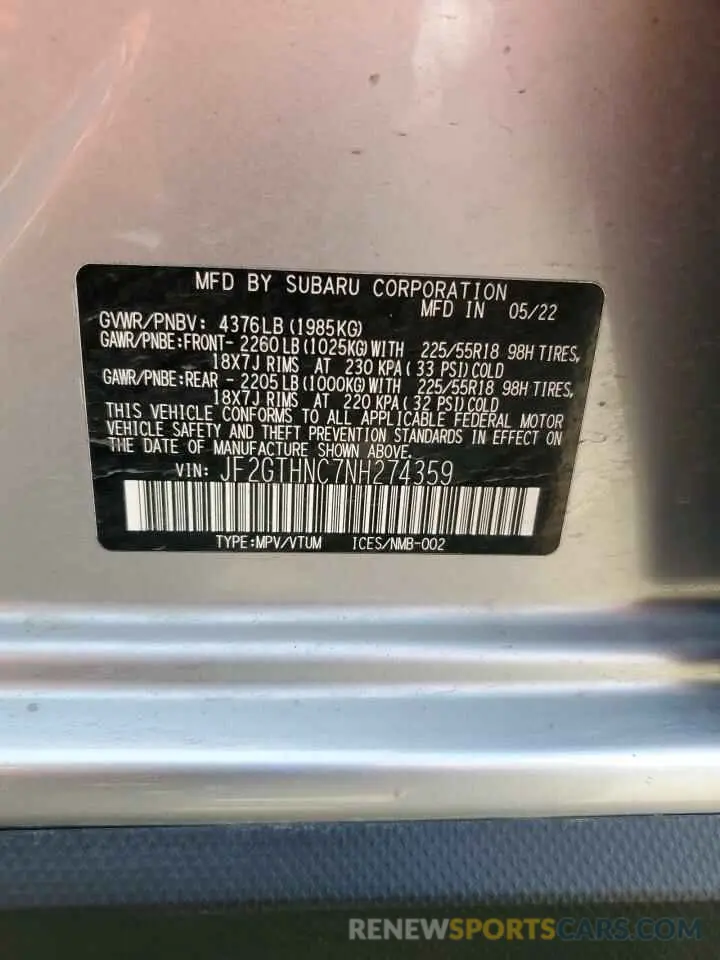 MFD BY SUBARU CORPORATION
MFD IN 05/22
GVWR/PNBV: 4376LB(1985KG)
GAWR/PNBE:FRONT- 2260LB(1025KG)WITH 225/55R18 98H TIRES,
18X7J RIMS AT 230 KPA( 33 PSI)COLD
GAWR/PNBE:REAR - 2205LB(1000KG)WITH 225/55R18 98H TIRES,
18X7J RIMS AT 220 KPA( 32 PSI)COLD
THIS VEHICLE CONFORMS TO ALL APPLICABLE FEDERAL MOTOR
VEHICLE SAFETY AND THEFT PREVENTION STANDARDS IN EFFECT ON
THE DATE OF MANUFACTURE SHOWN ABOVE.
VIN: JF2GTHNC7NH274359
TYPE:MPV/VTUM ICES/NMB-002
RENEWSPORTSCARS.COM